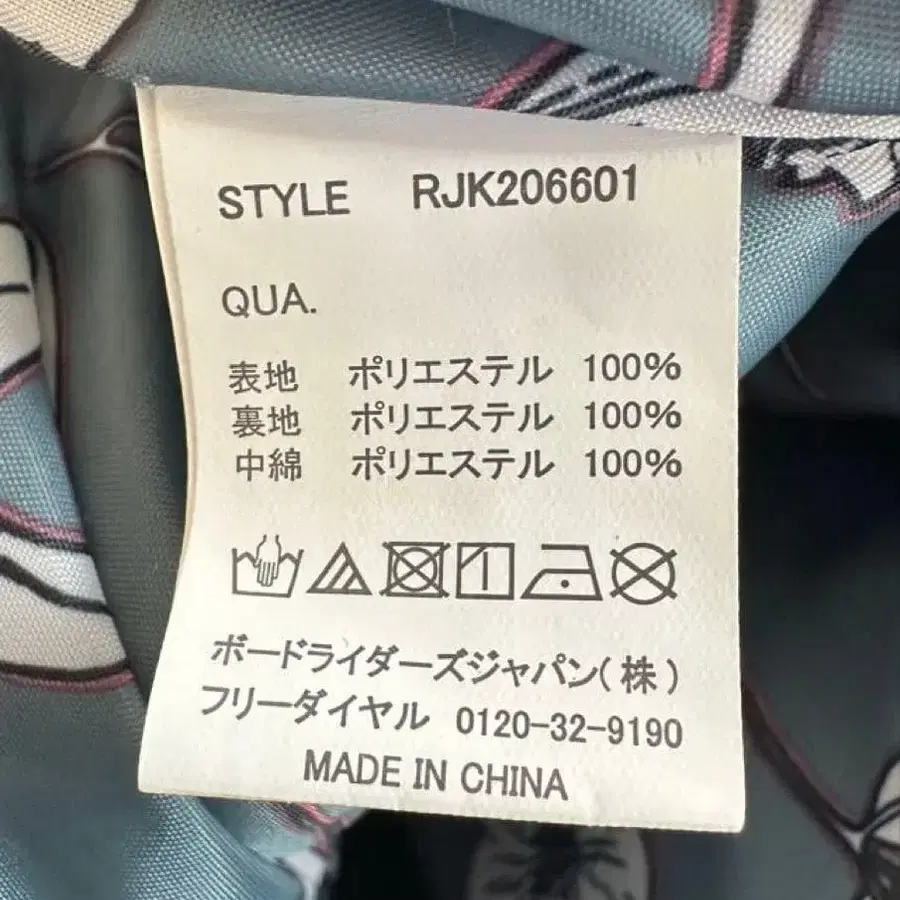 STYLE RJK206601
QUA.
表地 ポリエステル 100%
裏地 ポリエステル 100%
中綿 ポリエステル 100%
ボードライダーズジャパン(株)
フリーダイヤル 0120-32-9190
MADE IN CHINA